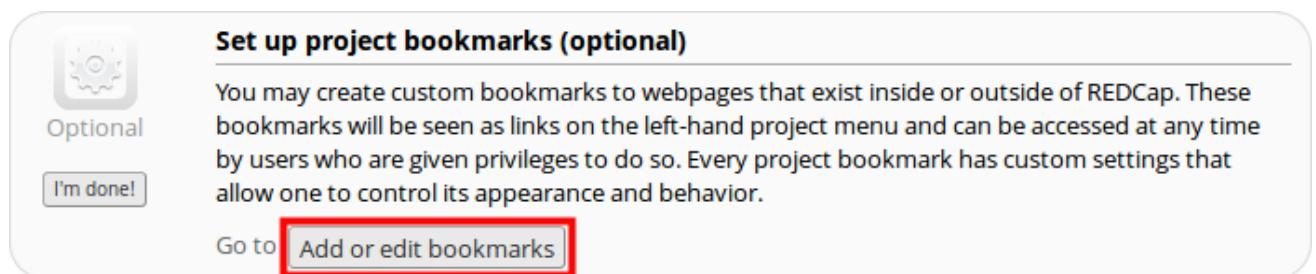 Set up project bookmarks (optional)
You may create custom bookmarks to webpages that exist inside or outside of REDCap. These
Optional
bookmarks will be seen as links on the left-hand project menu and can be accessed at any time
by users who are given privileges to do so. Every project bookmark has custom settings that
I'm done!
allow one to control its appearance and behavior.
Go to Add or edit bookmarks